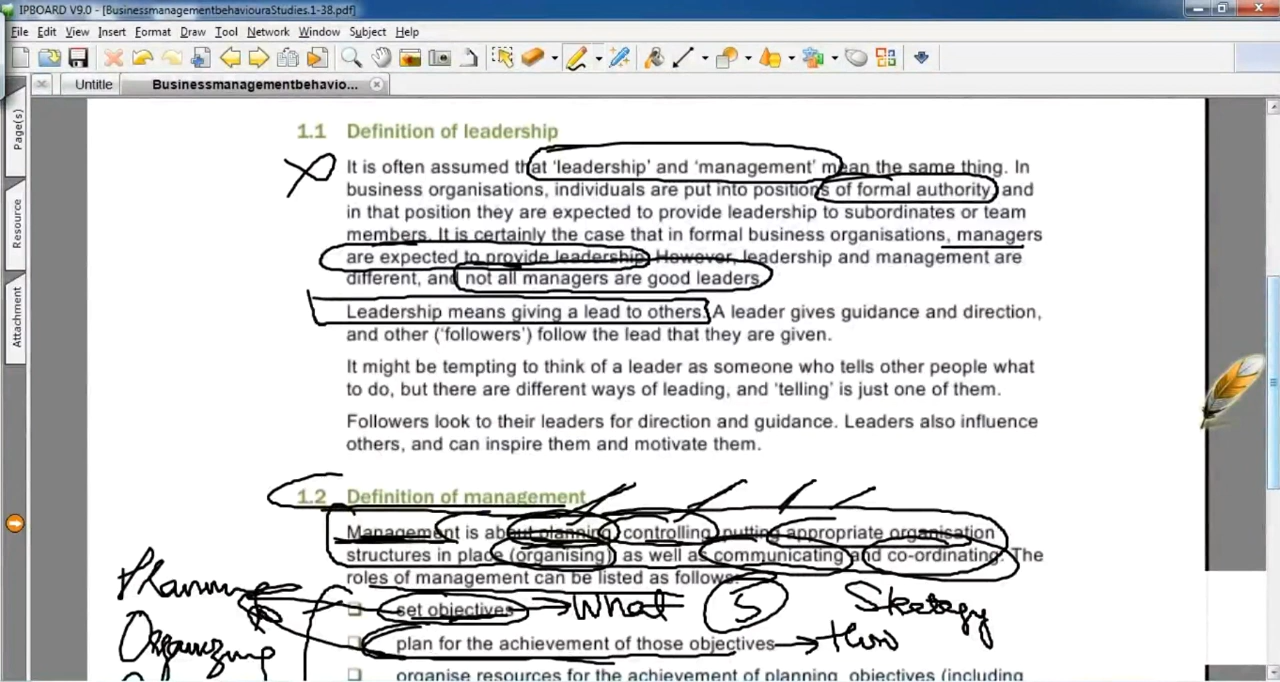 IPBOARD V9.0 - [BusinessmanagementbehaviouraStudies.1-38.pdf]
File Edit View Insert Format Draw Tool Network Window Subject Help
Untitle Businessmanagementbehavio...
Page(s)
Resource
Attachment
1.1 Definition of leadership
It is often assumed that 'leadership' and 'management' mean the same thing. In
business organisations, individuals are put into positions of formal authority and
in that position they are expected to provide leadership to subordinates or team
members. It is certainly the case that in formal business organisations, managers
are expected to provide leadership. However, leadership and management are
different, and not all managers are good leaders.
Leadership means giving a lead to others. A leader gives guidance and direction,
and other ('followers') follow the lead that they are given.
It might be tempting to think of a leader as someone who tells other people what
to do, but there are different ways of leading, and 'telling' is just one of them.
Followers look to their leaders for direction and guidance. Leaders also influence
others, and can inspire them and motivate them.
1.2 Definition of management
Management is about planning controlling putting appropriate organisation
structures in place (organising) as well as communicating and co-ordinating. The
roles of management can be listed as follows:
Planning
set objectives What 5 Strategy
Organizing
plan for the achievement of those objectives How
organise resources for the achievement of planning objectives (including